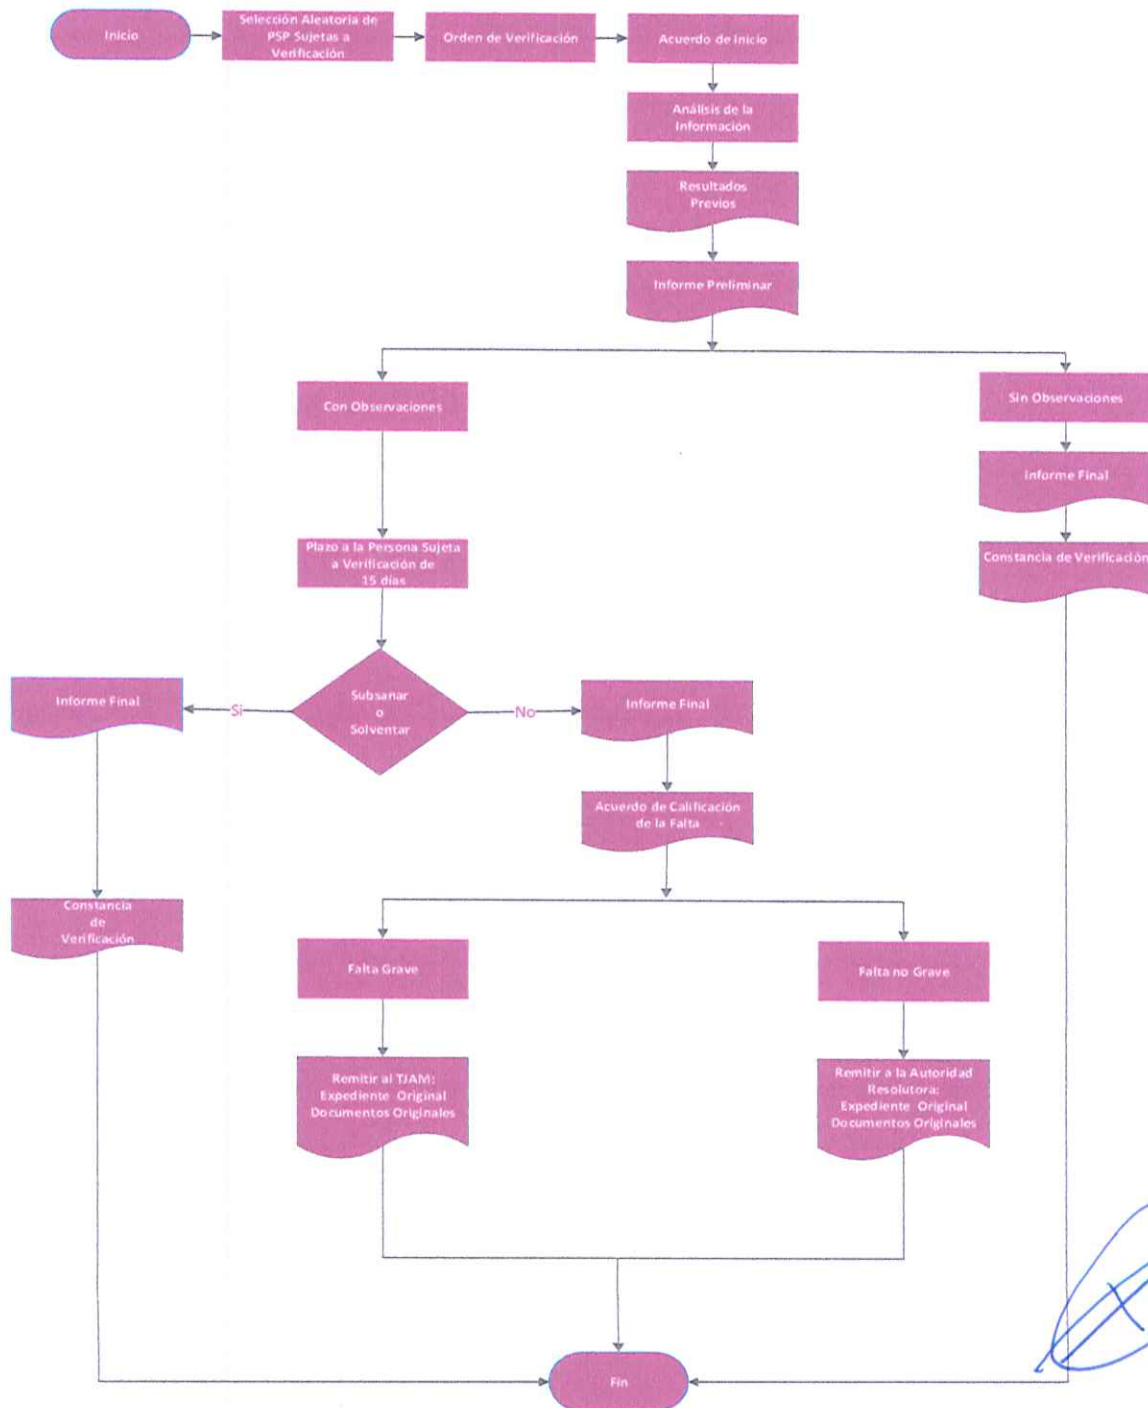 Inicio
Selección Aleatoria de
PSP Sujetas a
Verificación
Orden de Verificación
Acuerdo de Inicio
Análisis de la
Información
Resultados
Previos
Informe Preliminar
Con Observaciones
Sin Observaciones
Informe Final
Constancia de Verificación
Plazo a la Persona Sujeta
a Verificación de
15 días
Subsanar
o
Solventar
Si
No
Informe Final
Informe Final
Acuerdo de Calificación
de la Falta
Constancia
de
Verificación
Falta Grave
Falta no Grave
Remitir al TJAM:
Expediente Original
Documentos Originales
Remitir a la Autoridad
Resolutora:
Expediente Original
Documentos Originales
Fin